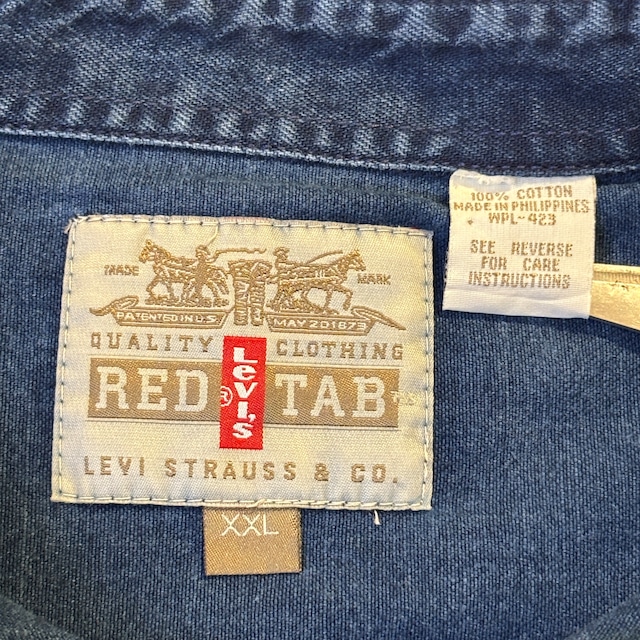 100% COTTON
MADE IN PHILIPPINES
WPL-423
SEE REVERSE
FOR CARE
INSTRUCTIONS
TRADE MARK
PATENTED IN U.S. MAY 20 1873
QUALITY CLOTHING
RED ® Levi's TAB
LEVI STRAUSS & CO.
XXL